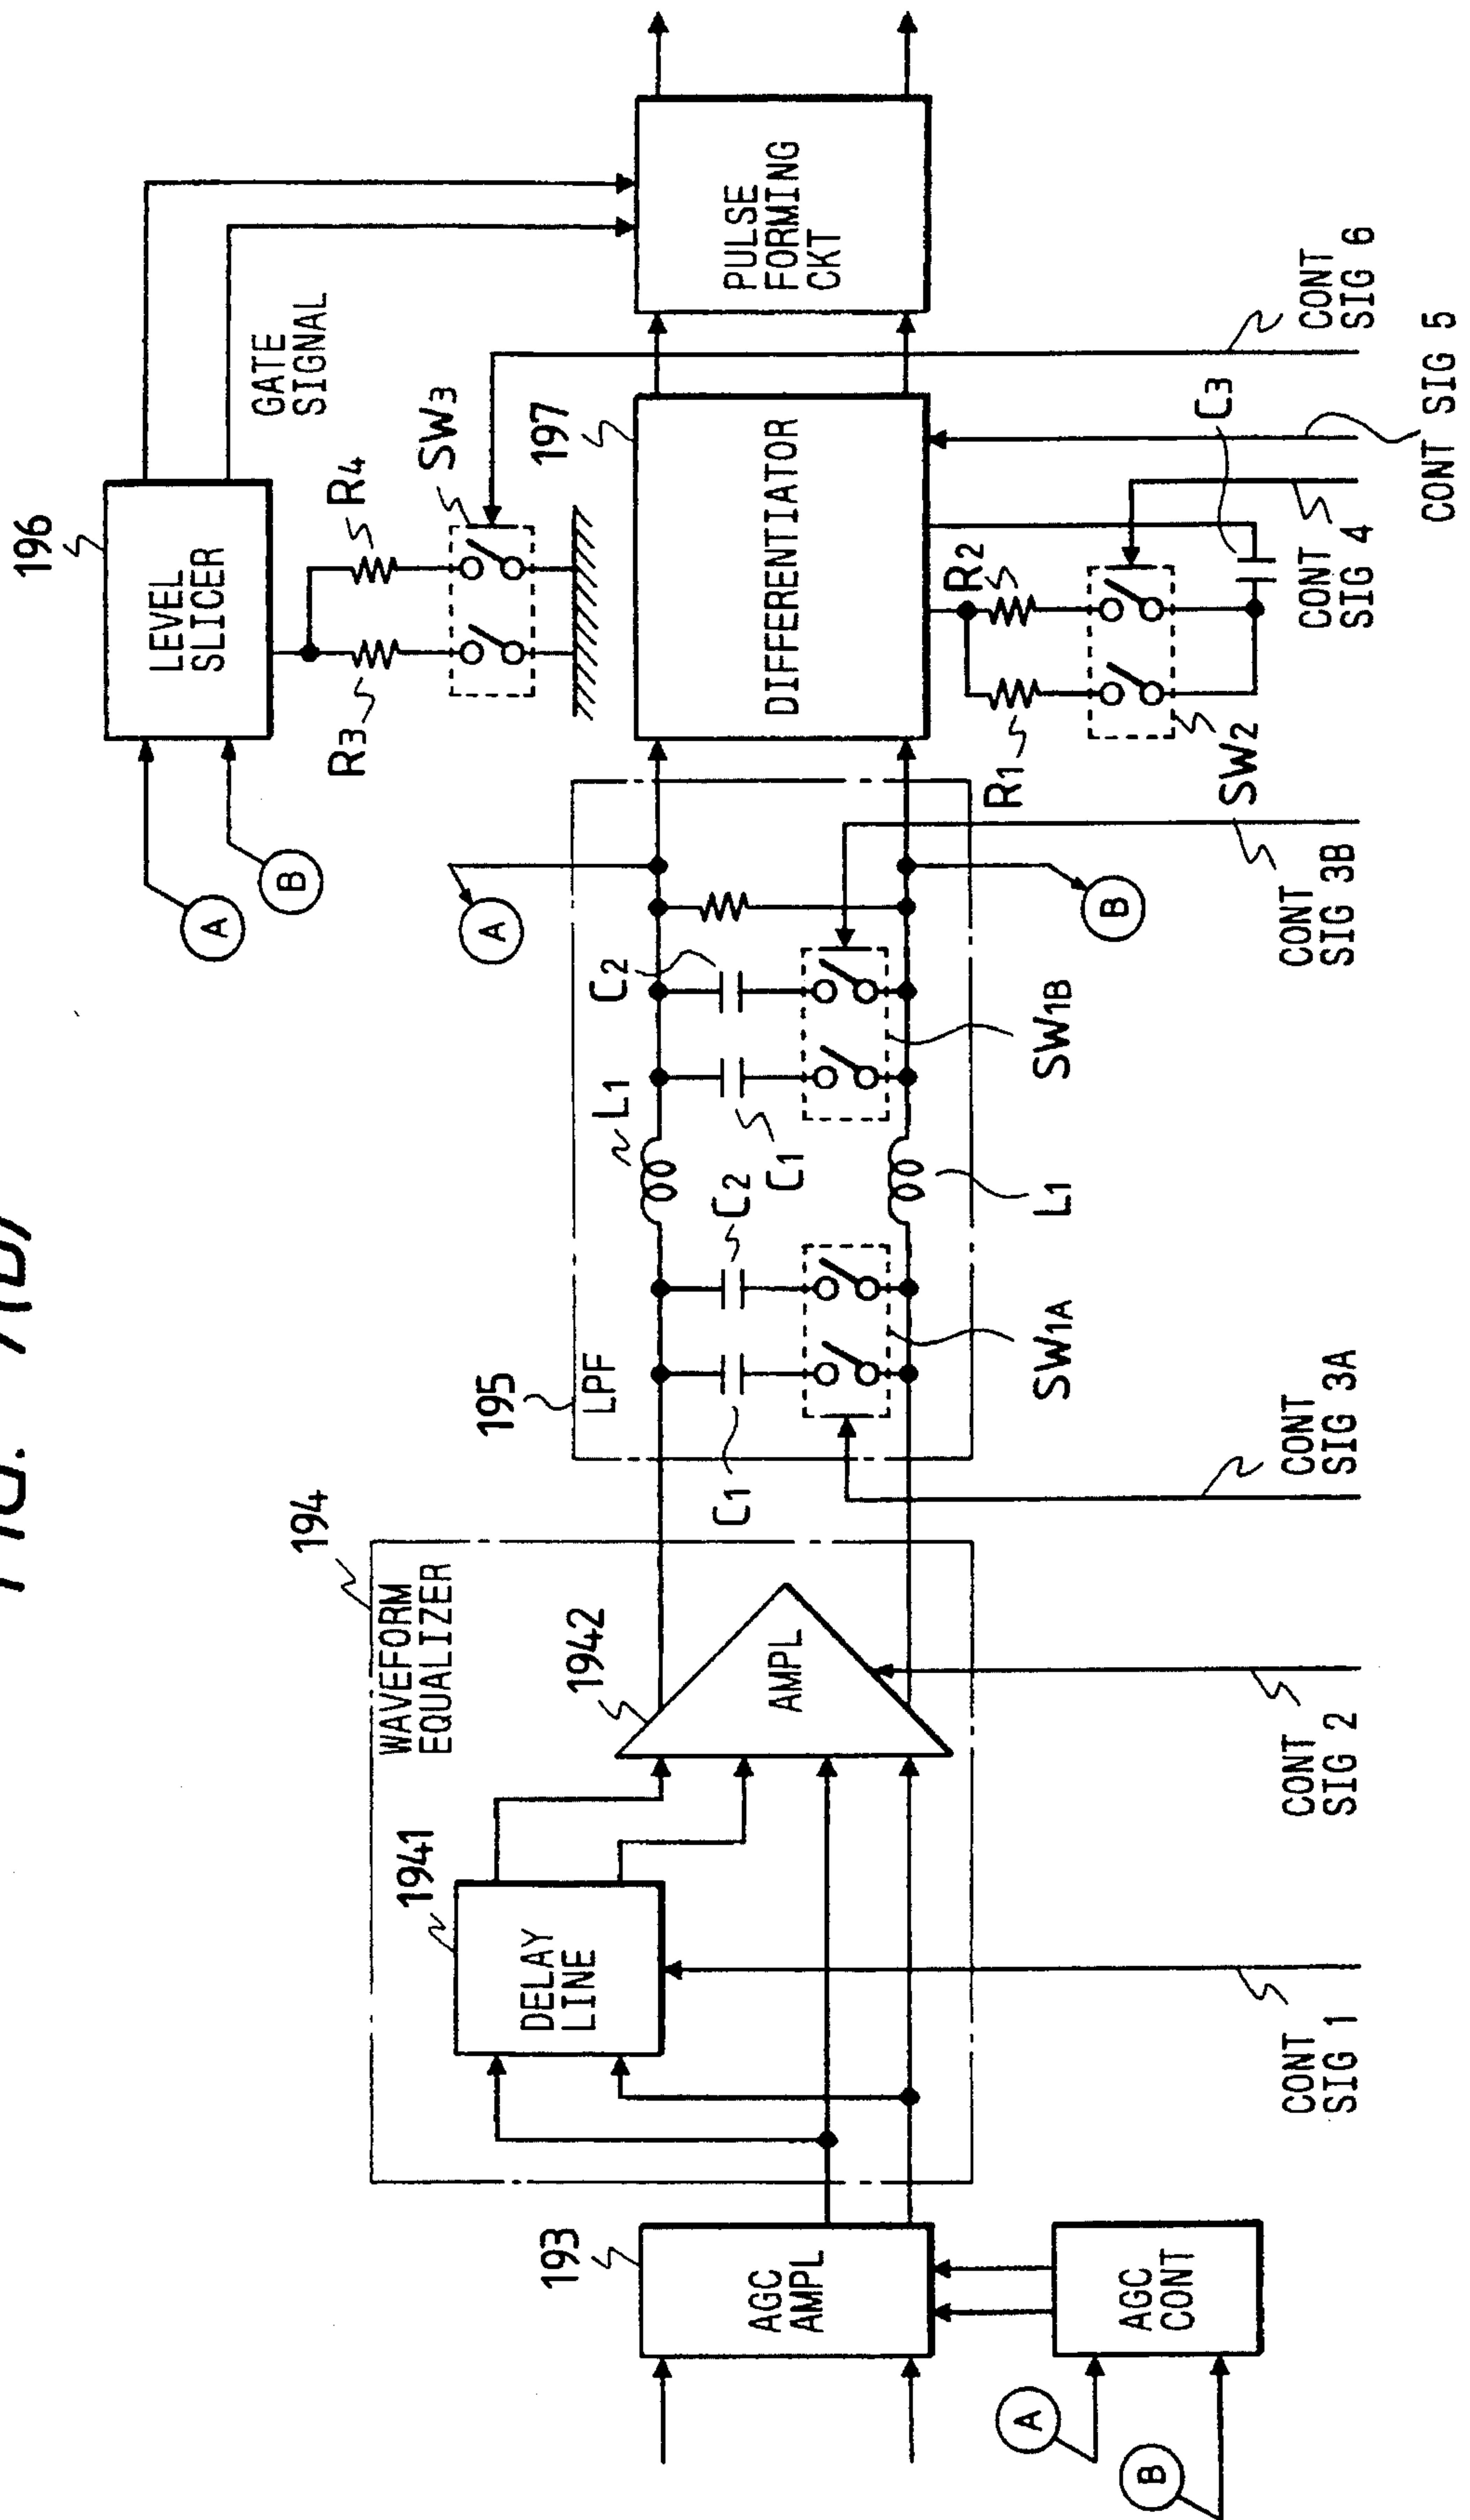 196
LEVEL
SLICER
GATE
SIGNAL
R3
R4
SW3
A
B
A
B
197
DIFFERENTIATOR
PULSE
FORMING
CKT
R1
R2
SW2
C3
195
LPF
C1
C2
L1
C1
C2
L1
SW1A
SW1B
194
WAVEFORM
EQUALIZER
1941
DELAY
LINE
1942
AMPL
193
AGC
AMPL
AGC
CONT
A
B
CONT
SIG 1
CONT
SIG 2
CONT
SIG 3A
CONT
SIG 3B
CONT
SIG 4
CONT SIG 5
CONT
SIG 6